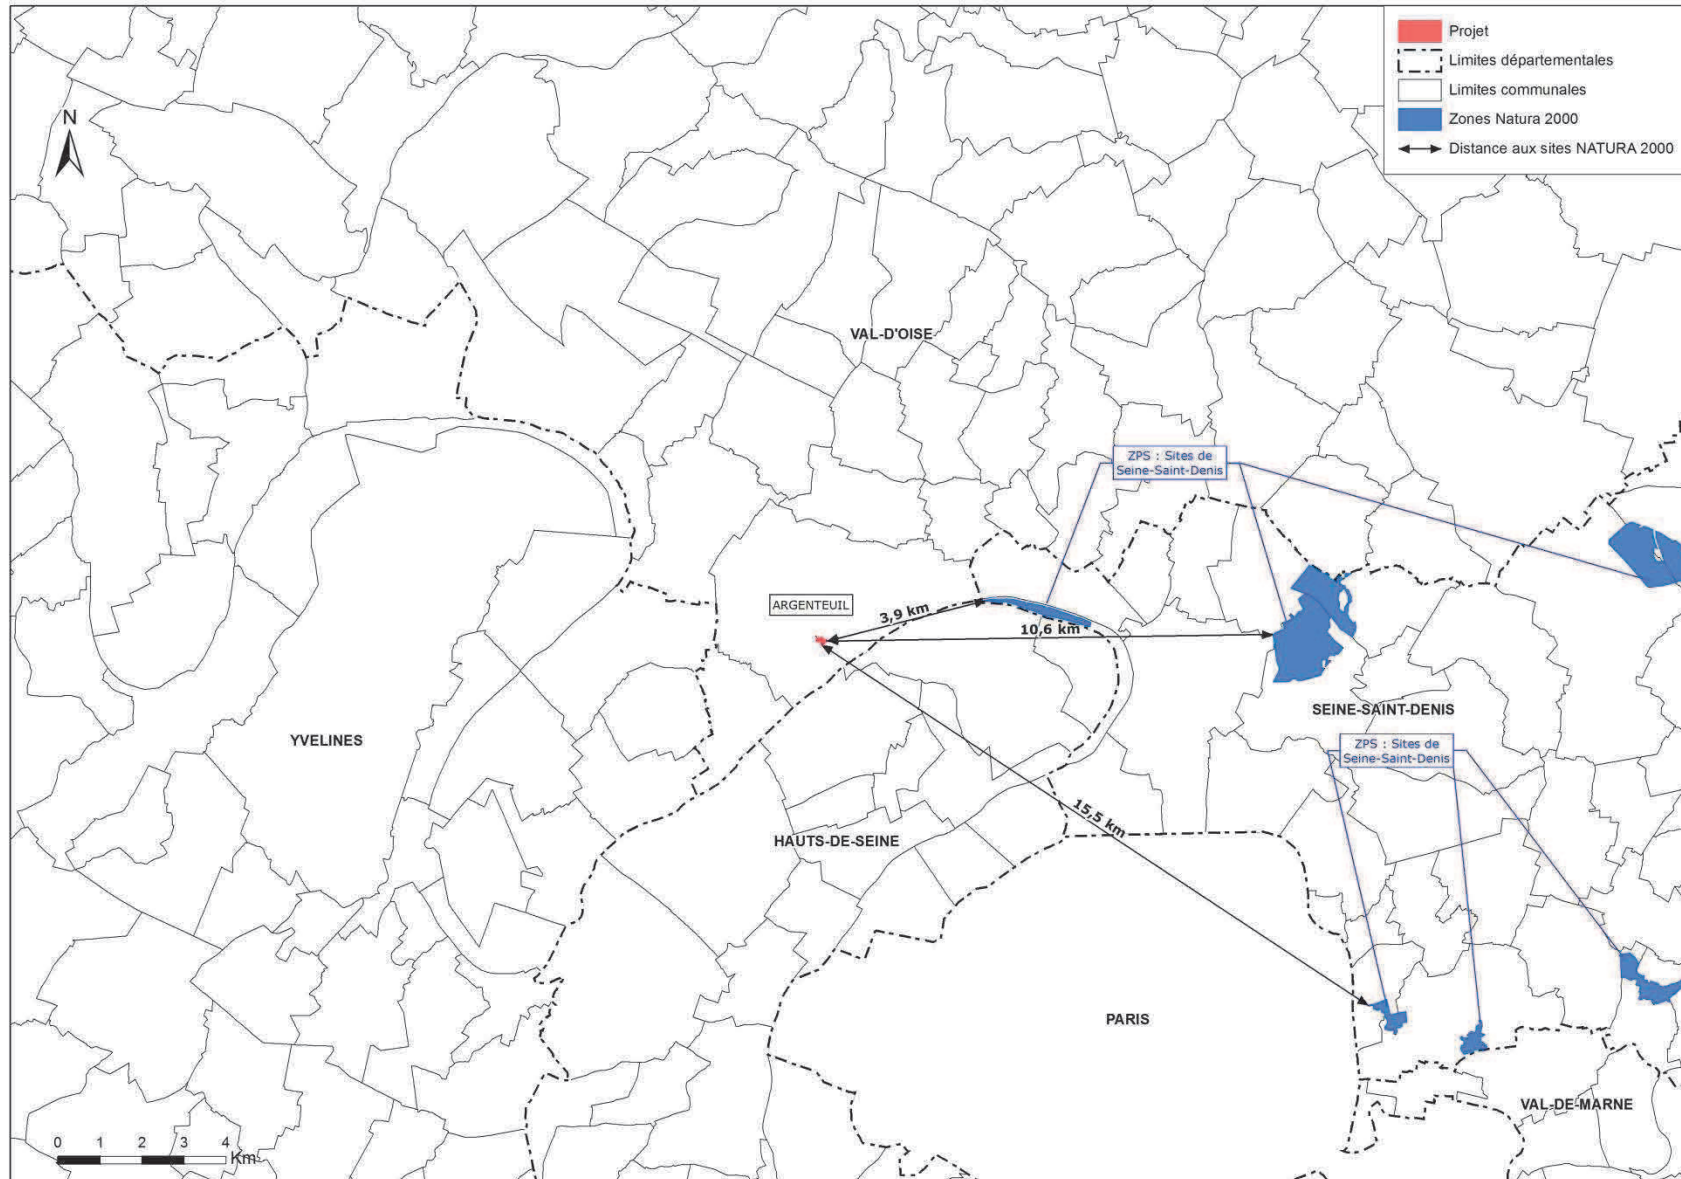 Projet
Limites départementales
Limites communales
Zones Natura 2000
Distance aux sites NATURA 2000
N
VAL-D'OISE
ZPS : Sites de
Seine-Saint-Denis
ARGENTEUIL
3,9 km
10,6 km
SEINE-SAINT-DENIS
YVELINES
ZPS : Sites de
Seine-Saint-Denis
15,5 km
HAUTS-DE-SEINE
PARIS
VAL-DE-MARNE
0 1 2 3 4
Km